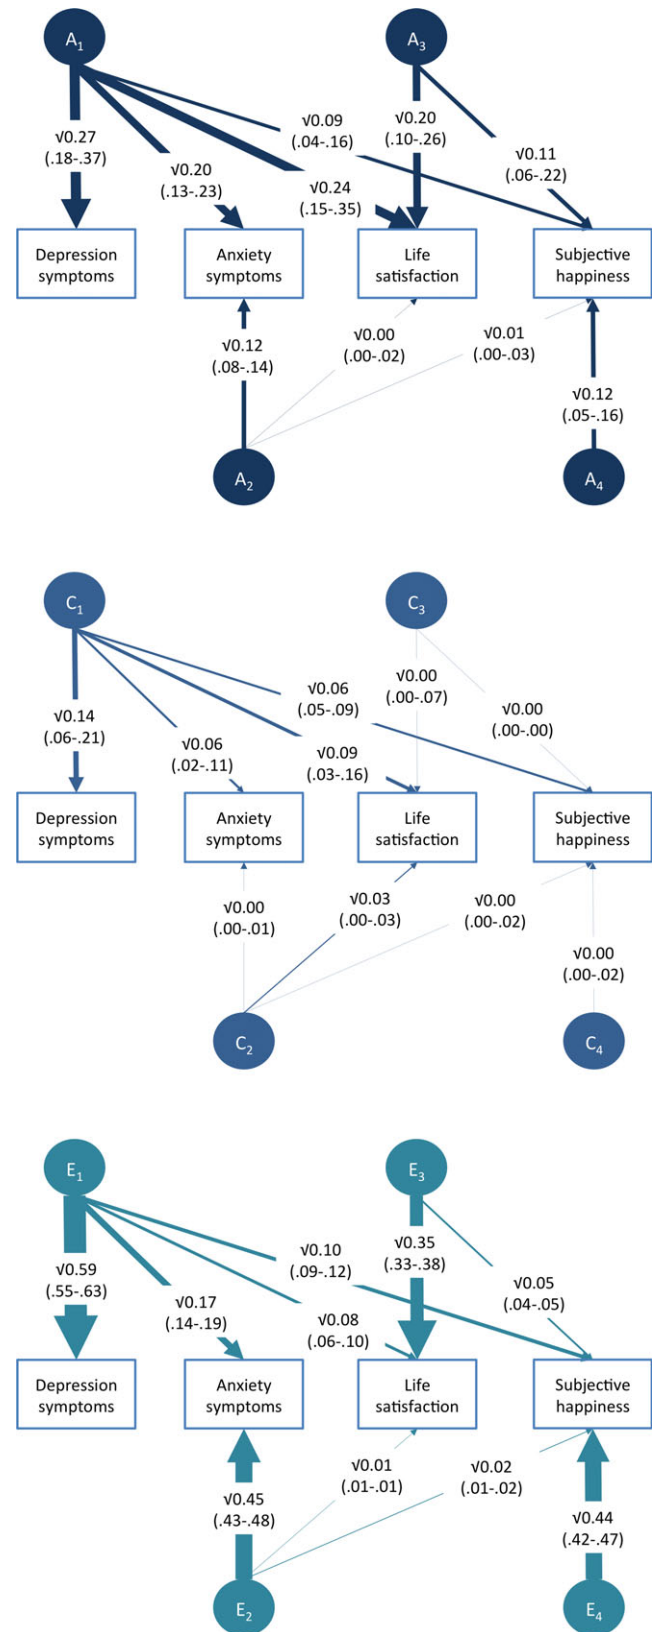 A1
A3
√0.27
(.18-.37)
√0.20
(.13-.23)
√0.24
(.15-.35)
√0.09
(.04-.16)
√0.20
(.10-.26)
√0.11
(.06-.22)
Depression
symptoms
Anxiety
symptoms
Life
satisfaction
Subjective
happiness
√0.12
(.08-.14)
√0.00
(.00-.02)
√0.01
(.00-.03)
√0.12
(.05-.16)
A2
A4
C1
C3
√0.14
(.06-.21)
√0.06
(.02-.11)
√0.09
(.03-.16)
√0.06
(.05-.09)
√0.00
(.00-.07)
√0.00
(.00-.00)
Depression
symptoms
Anxiety
symptoms
Life
satisfaction
Subjective
happiness
√0.00
(.00-.01)
√0.03
(.00-.03)
√0.00
(.00-.02)
√0.00
(.00-.02)
C2
C4
E1
E3
√0.59
(.55-.63)
√0.17
(.14-.19)
√0.08
(.06-.10)
√0.10
(.09-.12)
√0.35
(.33-.38)
√0.05
(.04-.05)
Depression
symptoms
Anxiety
symptoms
Life
satisfaction
Subjective
happiness
√0.45
(.43-.48)
√0.01
(.01-.01)
√0.02
(.01-.02)
√0.44
(.42-.47)
E2
E4